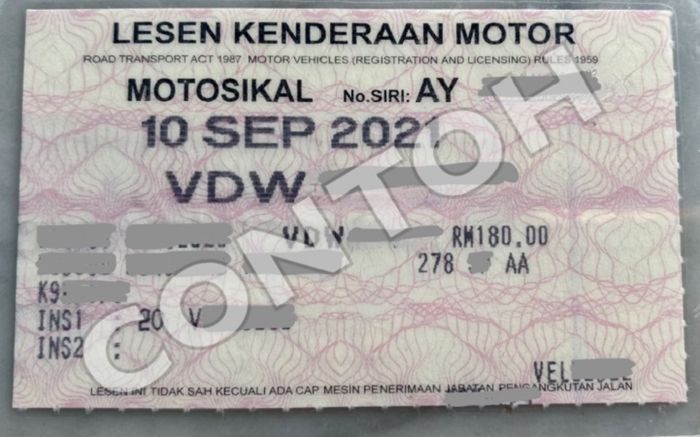 LESEN KENDERAAN MOTOR
ROAD TRANSPORT ACT 1987 MOTOR VEHICLES (REGISTRATION AND LICENSING) RULES 1959
MOTOSIKAL No.SIRI: AY
10 SEP 2021
VDW
CONTOH
VDW RM180.00
278 AA
K9
INS1 : 20 V
INS2 :
VEL
LESEN INI TIDAK SAH KECUALI ADA CAP MESIN PENERIMAAN JABATAN PENGANGKUTAN JALAN